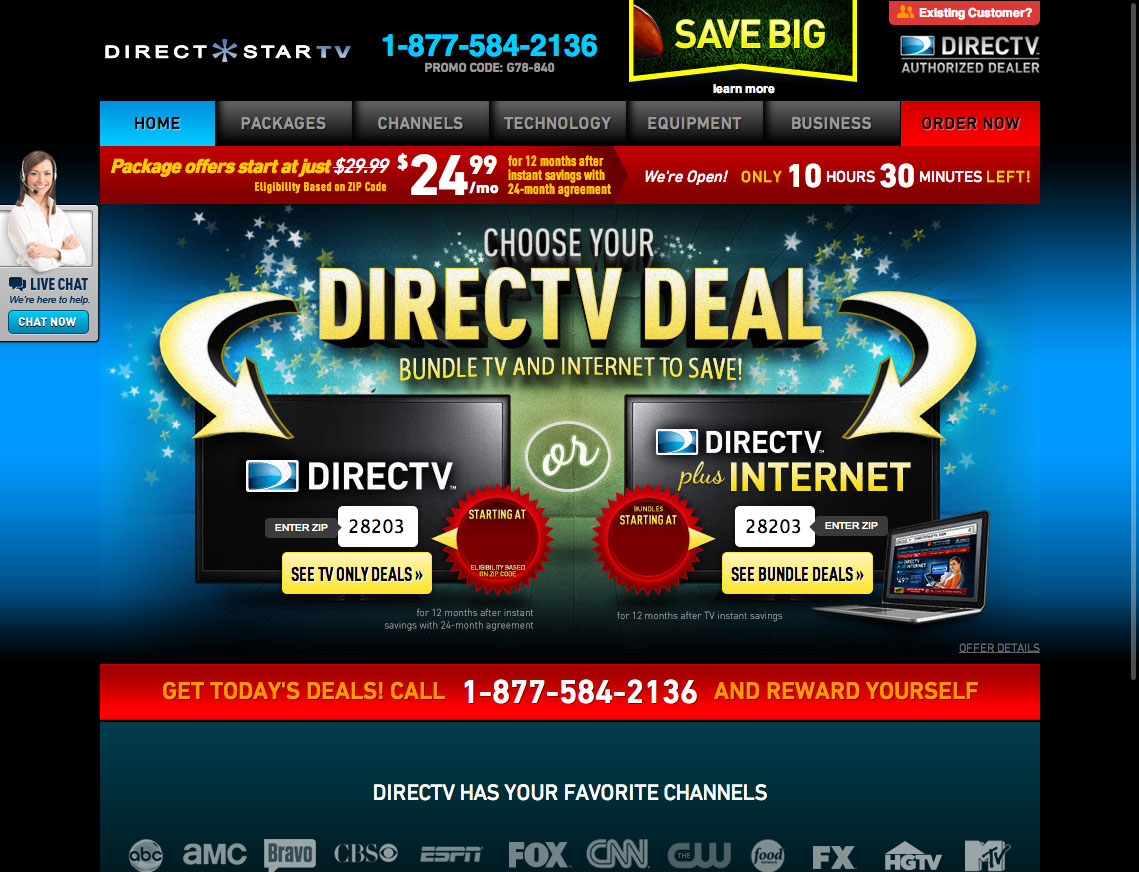 DIRECT STAR TV
1-877-584-2136
PROMO CODE: G78-840
SAVE BIG
learn more
Existing Customer?
DIRECTV
AUTHORIZED DEALER
HOME
PACKAGES
CHANNELS
TECHNOLOGY
EQUIPMENT
BUSINESS
ORDER NOW
Package offers start at just $29.99
Eligibility Based on ZIP Code
$24.99/mo
for 12 months after
instant savings with
24-month agreement
We're Open! ONLY 10 HOURS 30 MINUTES LEFT!
LIVE CHAT
We're here to help.
CHAT NOW
CHOOSE YOUR
DIRECTV DEAL
BUNDLE TV AND INTERNET TO SAVE!
DIRECTV
ENTER ZIP 28203
SEE TV ONLY DEALS »
STARTING AT
ELIGIBILITY BASED
ON ZIP CODE
for 12 months after instant
savings with 24-month agreement
or
DIRECTV
plus INTERNET
BUNDLES
STARTING AT
28203 ENTER ZIP
SEE BUNDLE DEALS »
for 12 months after TV instant savings
OFFER DETAILS
GET TODAY'S DEALS! CALL 1-877-584-2136 AND REWARD YOURSELF
DIRECTV HAS YOUR FAVORITE CHANNELS
abc
AMC
Bravo
CBS
ESPN
FOX
CNN
THE CW
food
FX
HGTV
MTV